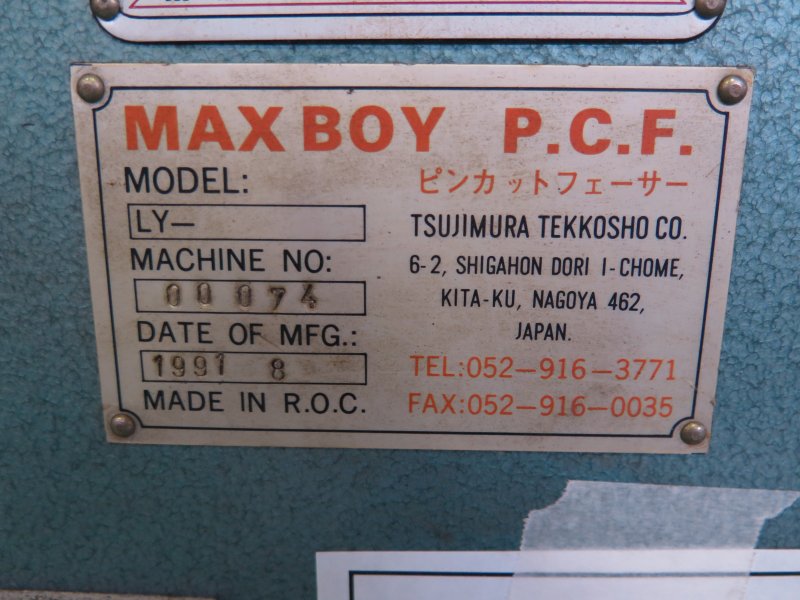 MAX BOY P.C.F.
MODEL:
LY—
MACHINE NO:
00074
DATE OF MFG.:
1991 8
MADE IN R.O.C.
ピンカットフェーサー
TSUJIMURA TEKKOSHO CO.
6-2, SHIGAHON DORI I-CHOME,
KITA-KU, NAGOYA 462,
JAPAN.
TEL:052—916—3771
FAX:052—916—0035